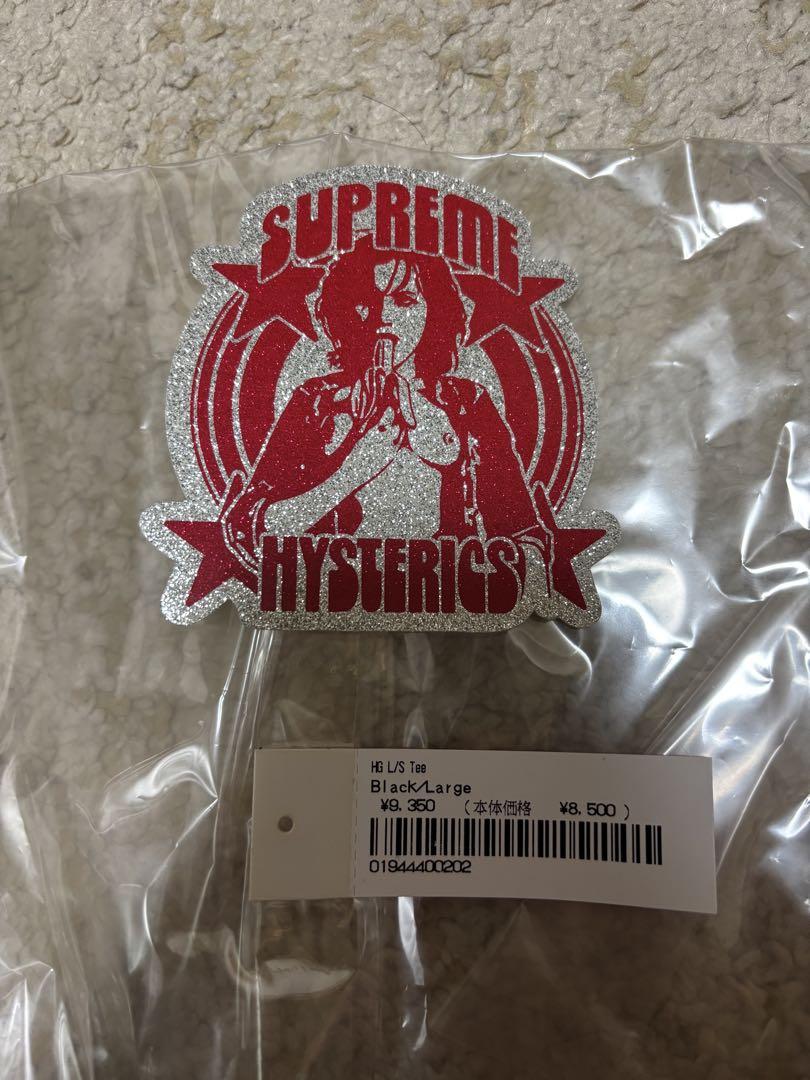 SUPREME
HYSTERICS
HG L/S Tee
Black/Large
¥9,350 (本体価格 ¥8,500)
01944400202